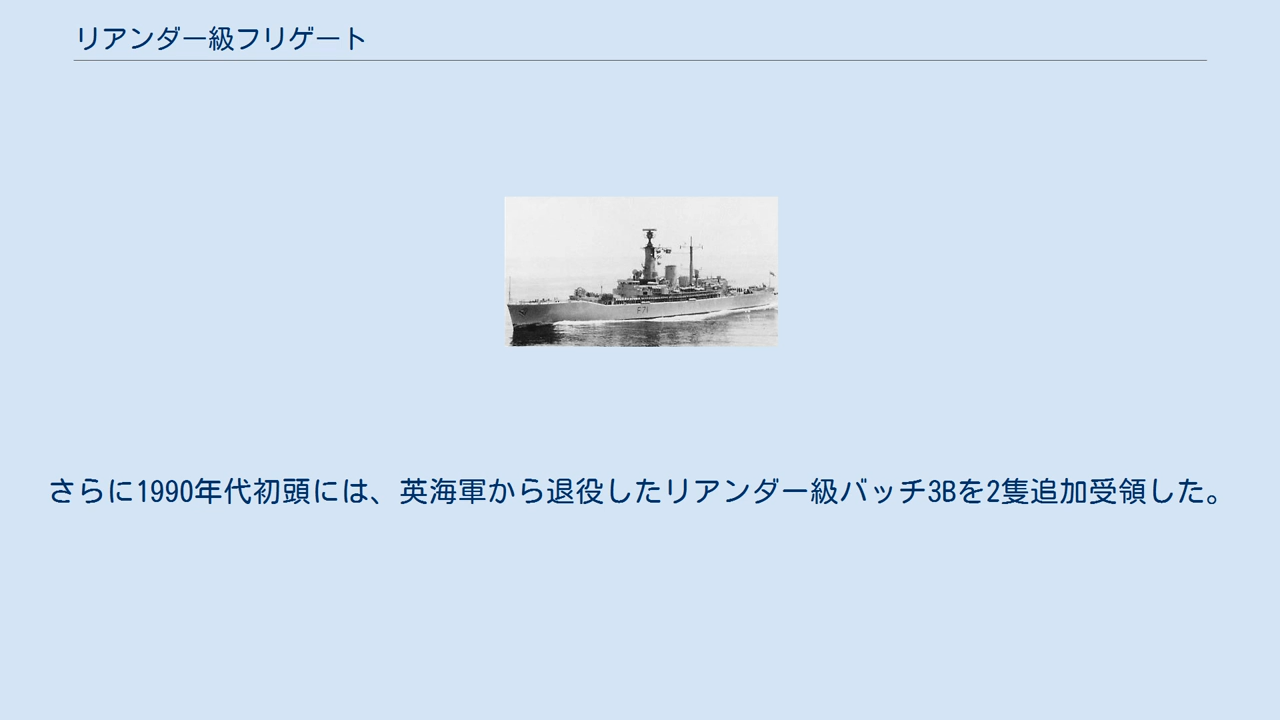 リアンダー級フリゲート
F71
さらに1990年代初頭には、英海軍から退役したリアンダー級バッチ3Bを2隻追加受領した。